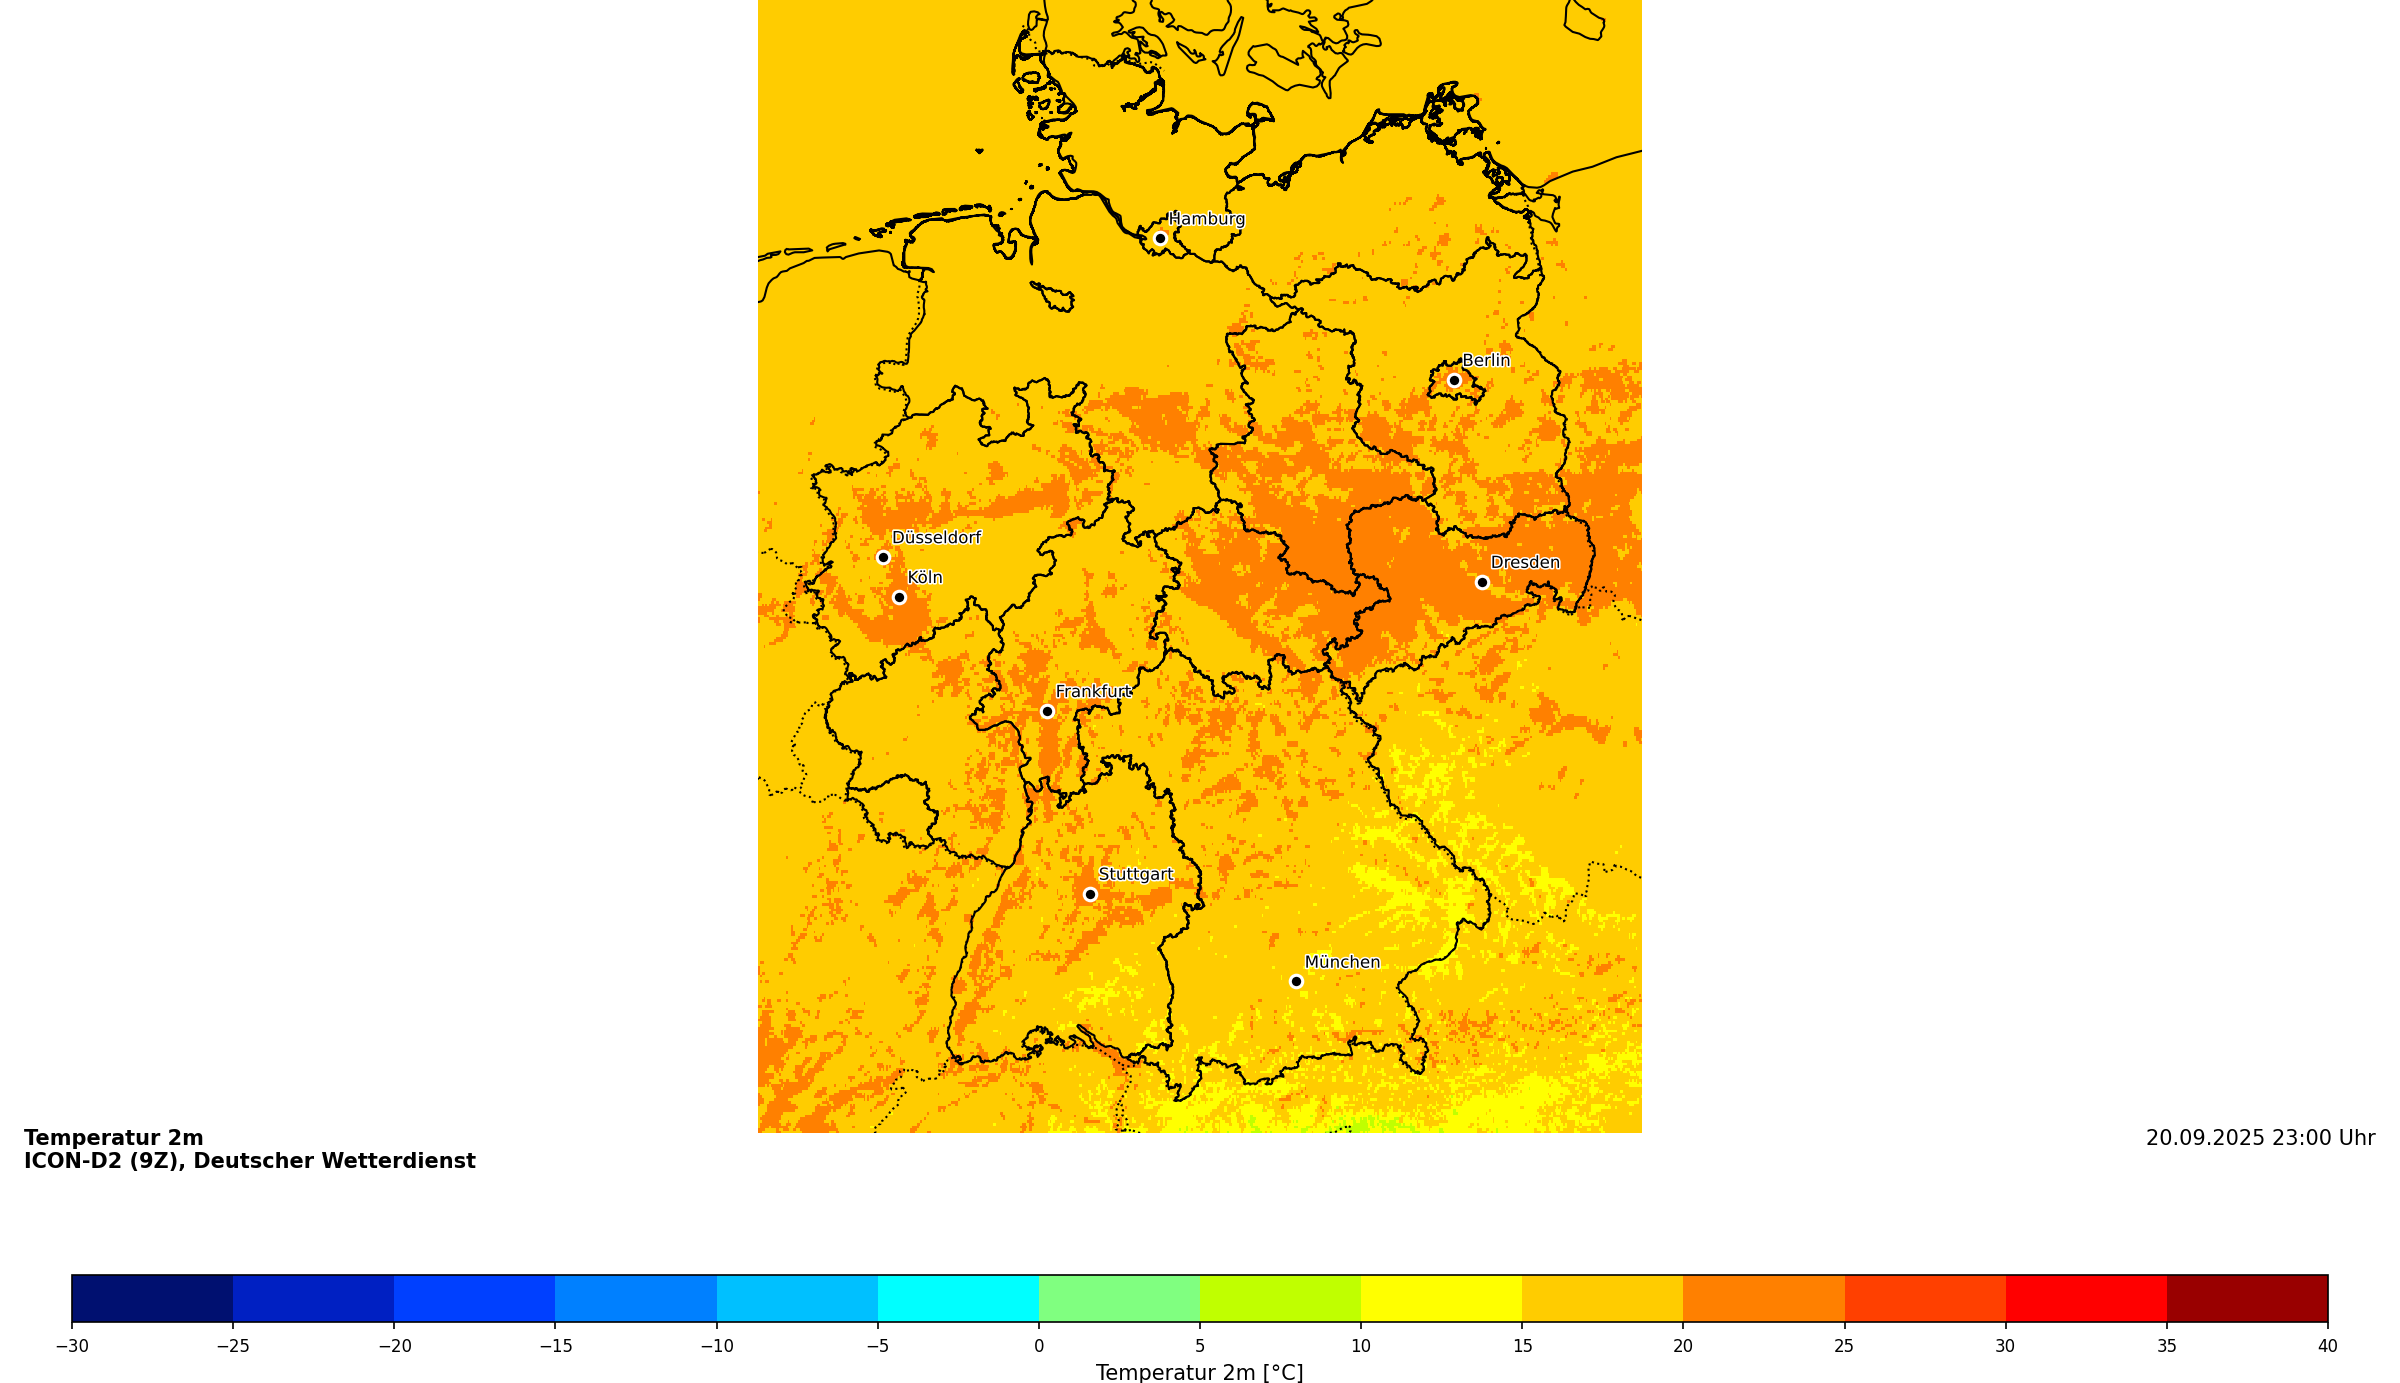 Hamburg
Berlin
Düsseldorf
Dresden
Köln
Frankfurt
Stuttgart
München
Temperatur 2m
ICON-D2 (9Z), Deutscher Wetterdienst
20.09.2025 23:00 Uhr
−30 −25 −20 −15 −10 −5 0 5 10 15 20 25 30 35 40
Temperatur 2m [°C]